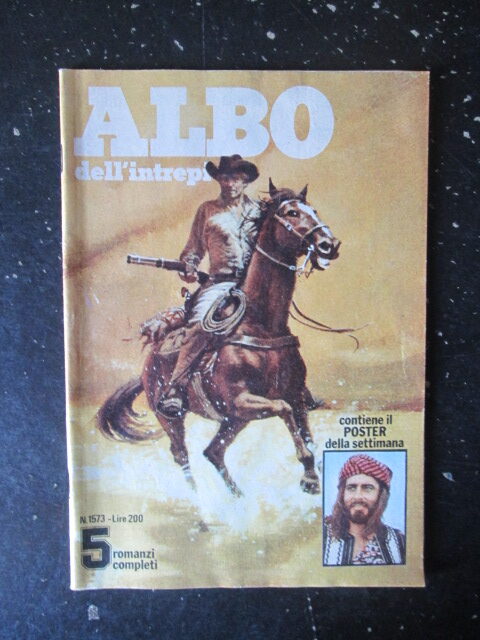 ALBO
dell'intrepi
contiene il
POSTER
della settimana
N. 1573 - Lire 200
5 romanzi
completi